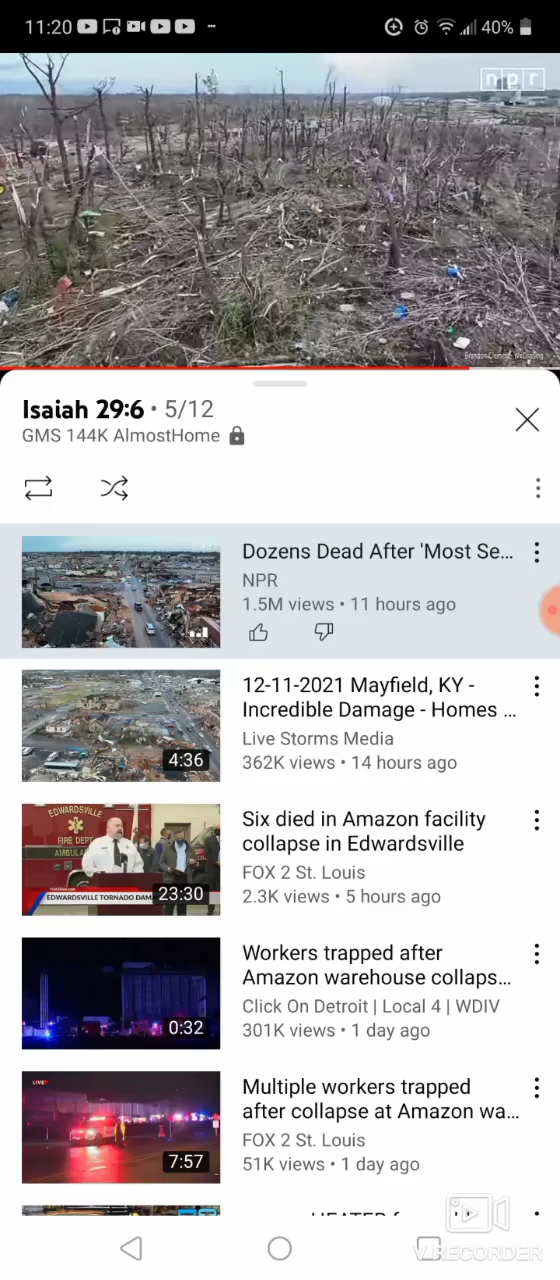 11:20
40%
npr
Isaiah 29:6 • 5/12
GMS 144K AlmostHome
Dozens Dead After 'Most Se...
NPR
1.5M views • 11 hours ago
12-11-2021 Mayfield, KY -
Incredible Damage - Homes ...
Live Storms Media
362K views • 14 hours ago
4:36
Six died in Amazon facility
collapse in Edwardsville
FOX 2 St. Louis
2.3K views • 5 hours ago
EDWARDSVILLE
FIRE DEPT
AMBULA
EDWARDSVILLE TORNADO DAM
23:30
Workers trapped after
Amazon warehouse collaps...
Click On Detroit | Local 4 | WDIV
301K views • 1 day ago
0:32
Multiple workers trapped
after collapse at Amazon wa...
FOX 2 St. Louis
51K views • 1 day ago
LIVE
7:57
V RECORDER